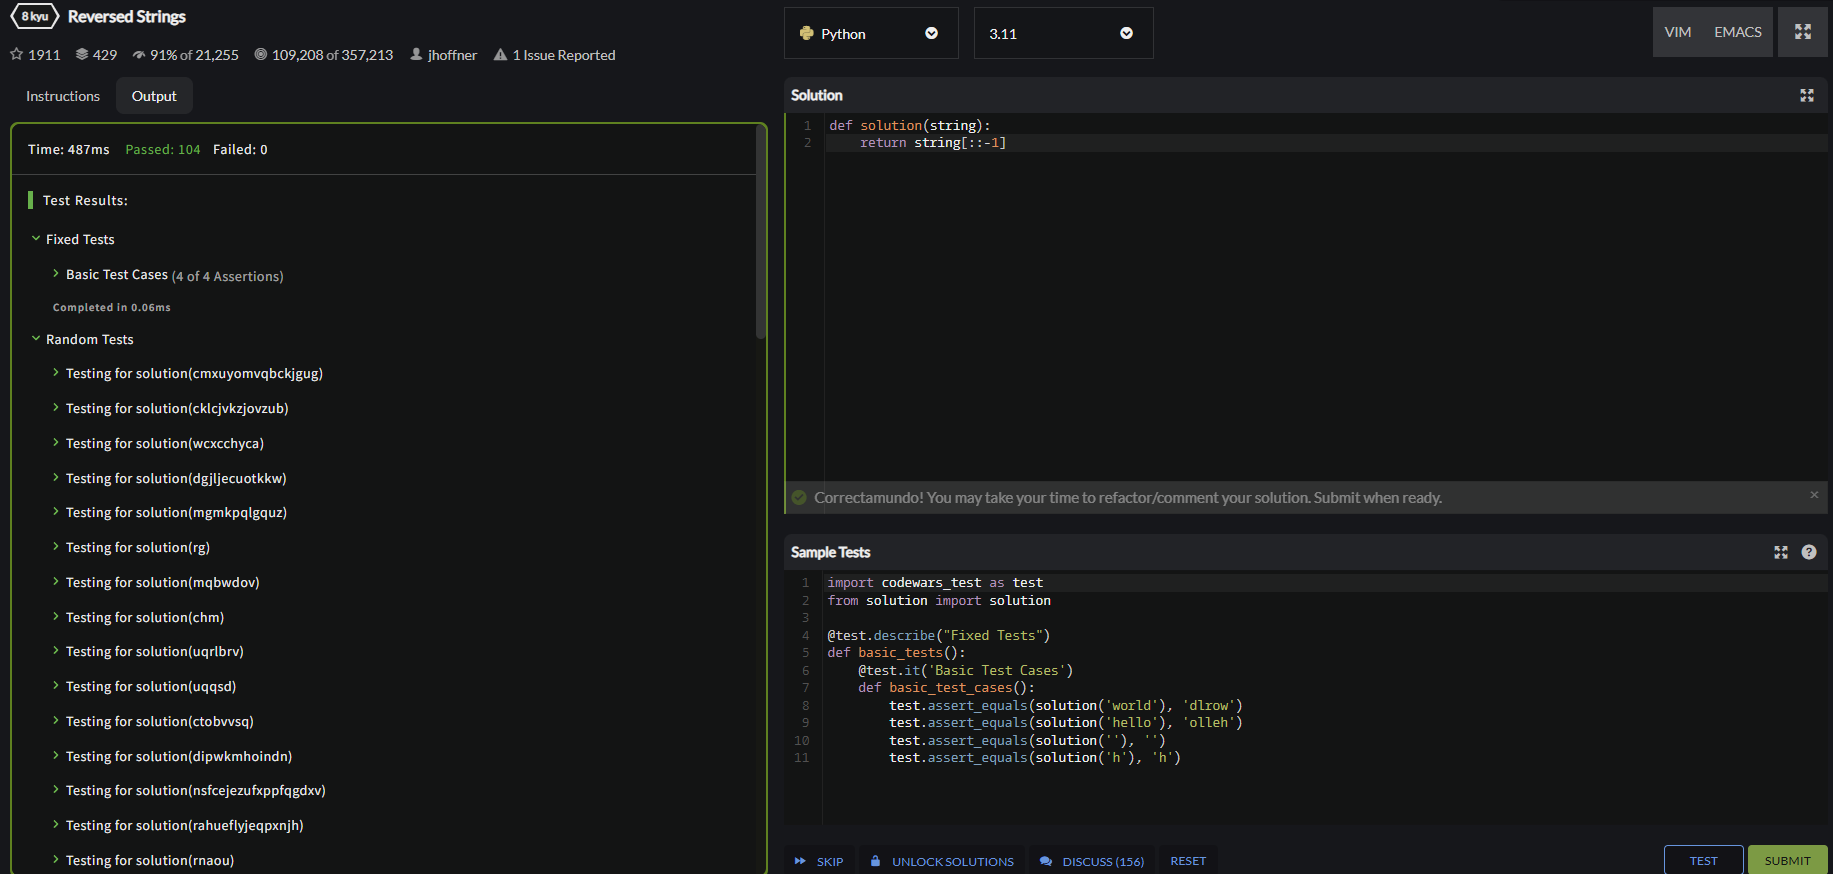 8 kyu Reversed Strings
1911 429 91% of 21,255 109,208 of 357,213 jhoffner 1 Issue Reported
Instructions Output
Time: 487ms Passed: 104 Failed: 0
Test Results:
Fixed Tests
Basic Test Cases (4 of 4 Assertions)
Completed in 0.06ms
Random Tests
Testing for solution(cmxuyomvqbckjgug)
Testing for solution(cklcjvkzjovzub)
Testing for solution(wcxcchyca)
Testing for solution(dgjljecuotkkw)
Testing for solution(mgmkpqlgquz)
Testing for solution(rg)
Testing for solution(mqbwdov)
Testing for solution(chm)
Testing for solution(uqrlbrv)
Testing for solution(uqqsd)
Testing for solution(ctobvvsq)
Testing for solution(dipwkmhoindn)
Testing for solution(nsfcejezufxppfqgdxv)
Testing for solution(rahueflyjeqpxnjh)
Testing for solution(rnaou)
Python 3.11 VIM EMACS
Solution
1 def solution(string):
2     return string[::-1]
Correctamundo! You may take your time to refactor/comment your solution. Submit when ready. ×
Sample Tests ?
1 import codewars_test as test
2 from solution import solution
3
4 @test.describe("Fixed Tests")
5 def basic_tests():
6     @test.it('Basic Test Cases')
7     def basic_test_cases():
8         test.assert_equals(solution('world'), 'dlrow')
9         test.assert_equals(solution('hello'), 'olleh')
10         test.assert_equals(solution(''), '')
11         test.assert_equals(solution('h'), 'h')
SKIP UNLOCK SOLUTIONS DISCUSS (156) RESET TEST SUBMIT